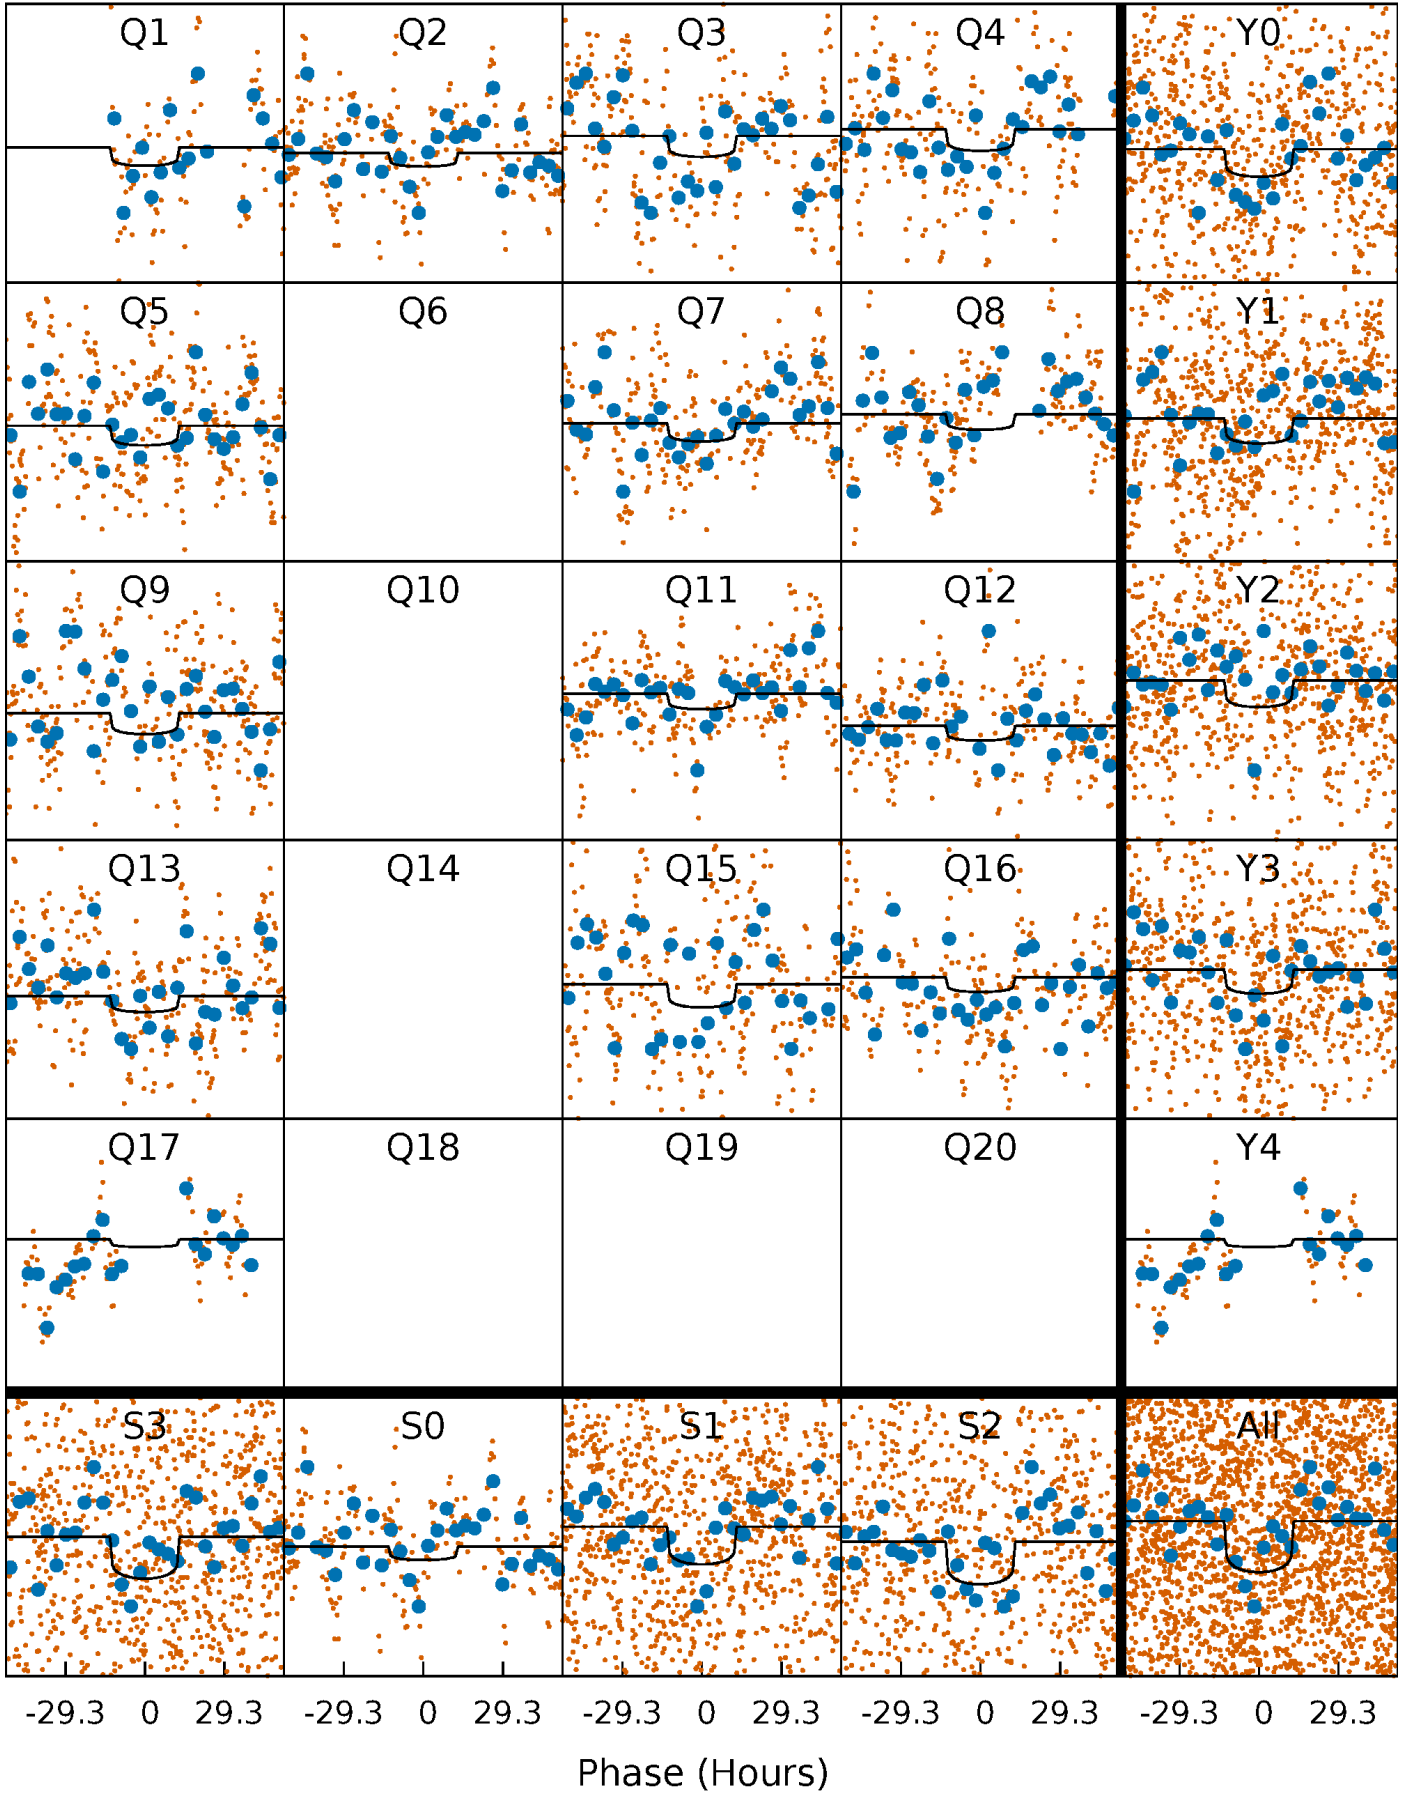 Q1 Q2 Q3 Q4 Y0
Q5 Q6 Q7 Q8 Y1
Q9 Q10 Q11 Q12 Y2
Q13 Q14 Q15 Q16 Y3
Q17 Q18 Q19 Q20 Y4
S3 S0 S1 S2 All
-29.3 0 29.3 -29.3 0 29.3 -29.3 0 29.3 -29.3 0 29.3 -29.3 0 29.3
Phase (Hours)